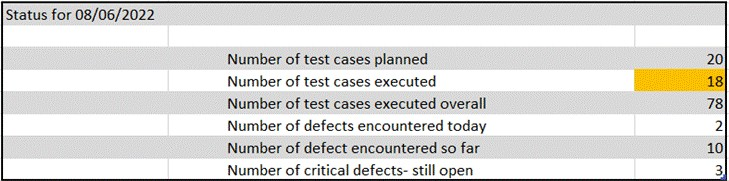 Status for 08/06/2022
Number of test cases planned 20
Number of test cases executed 18
Number of test cases executed overall 78
Number of defects encountered today 2
Number of defect encountered so far 10
Number of critical defects- still open 3